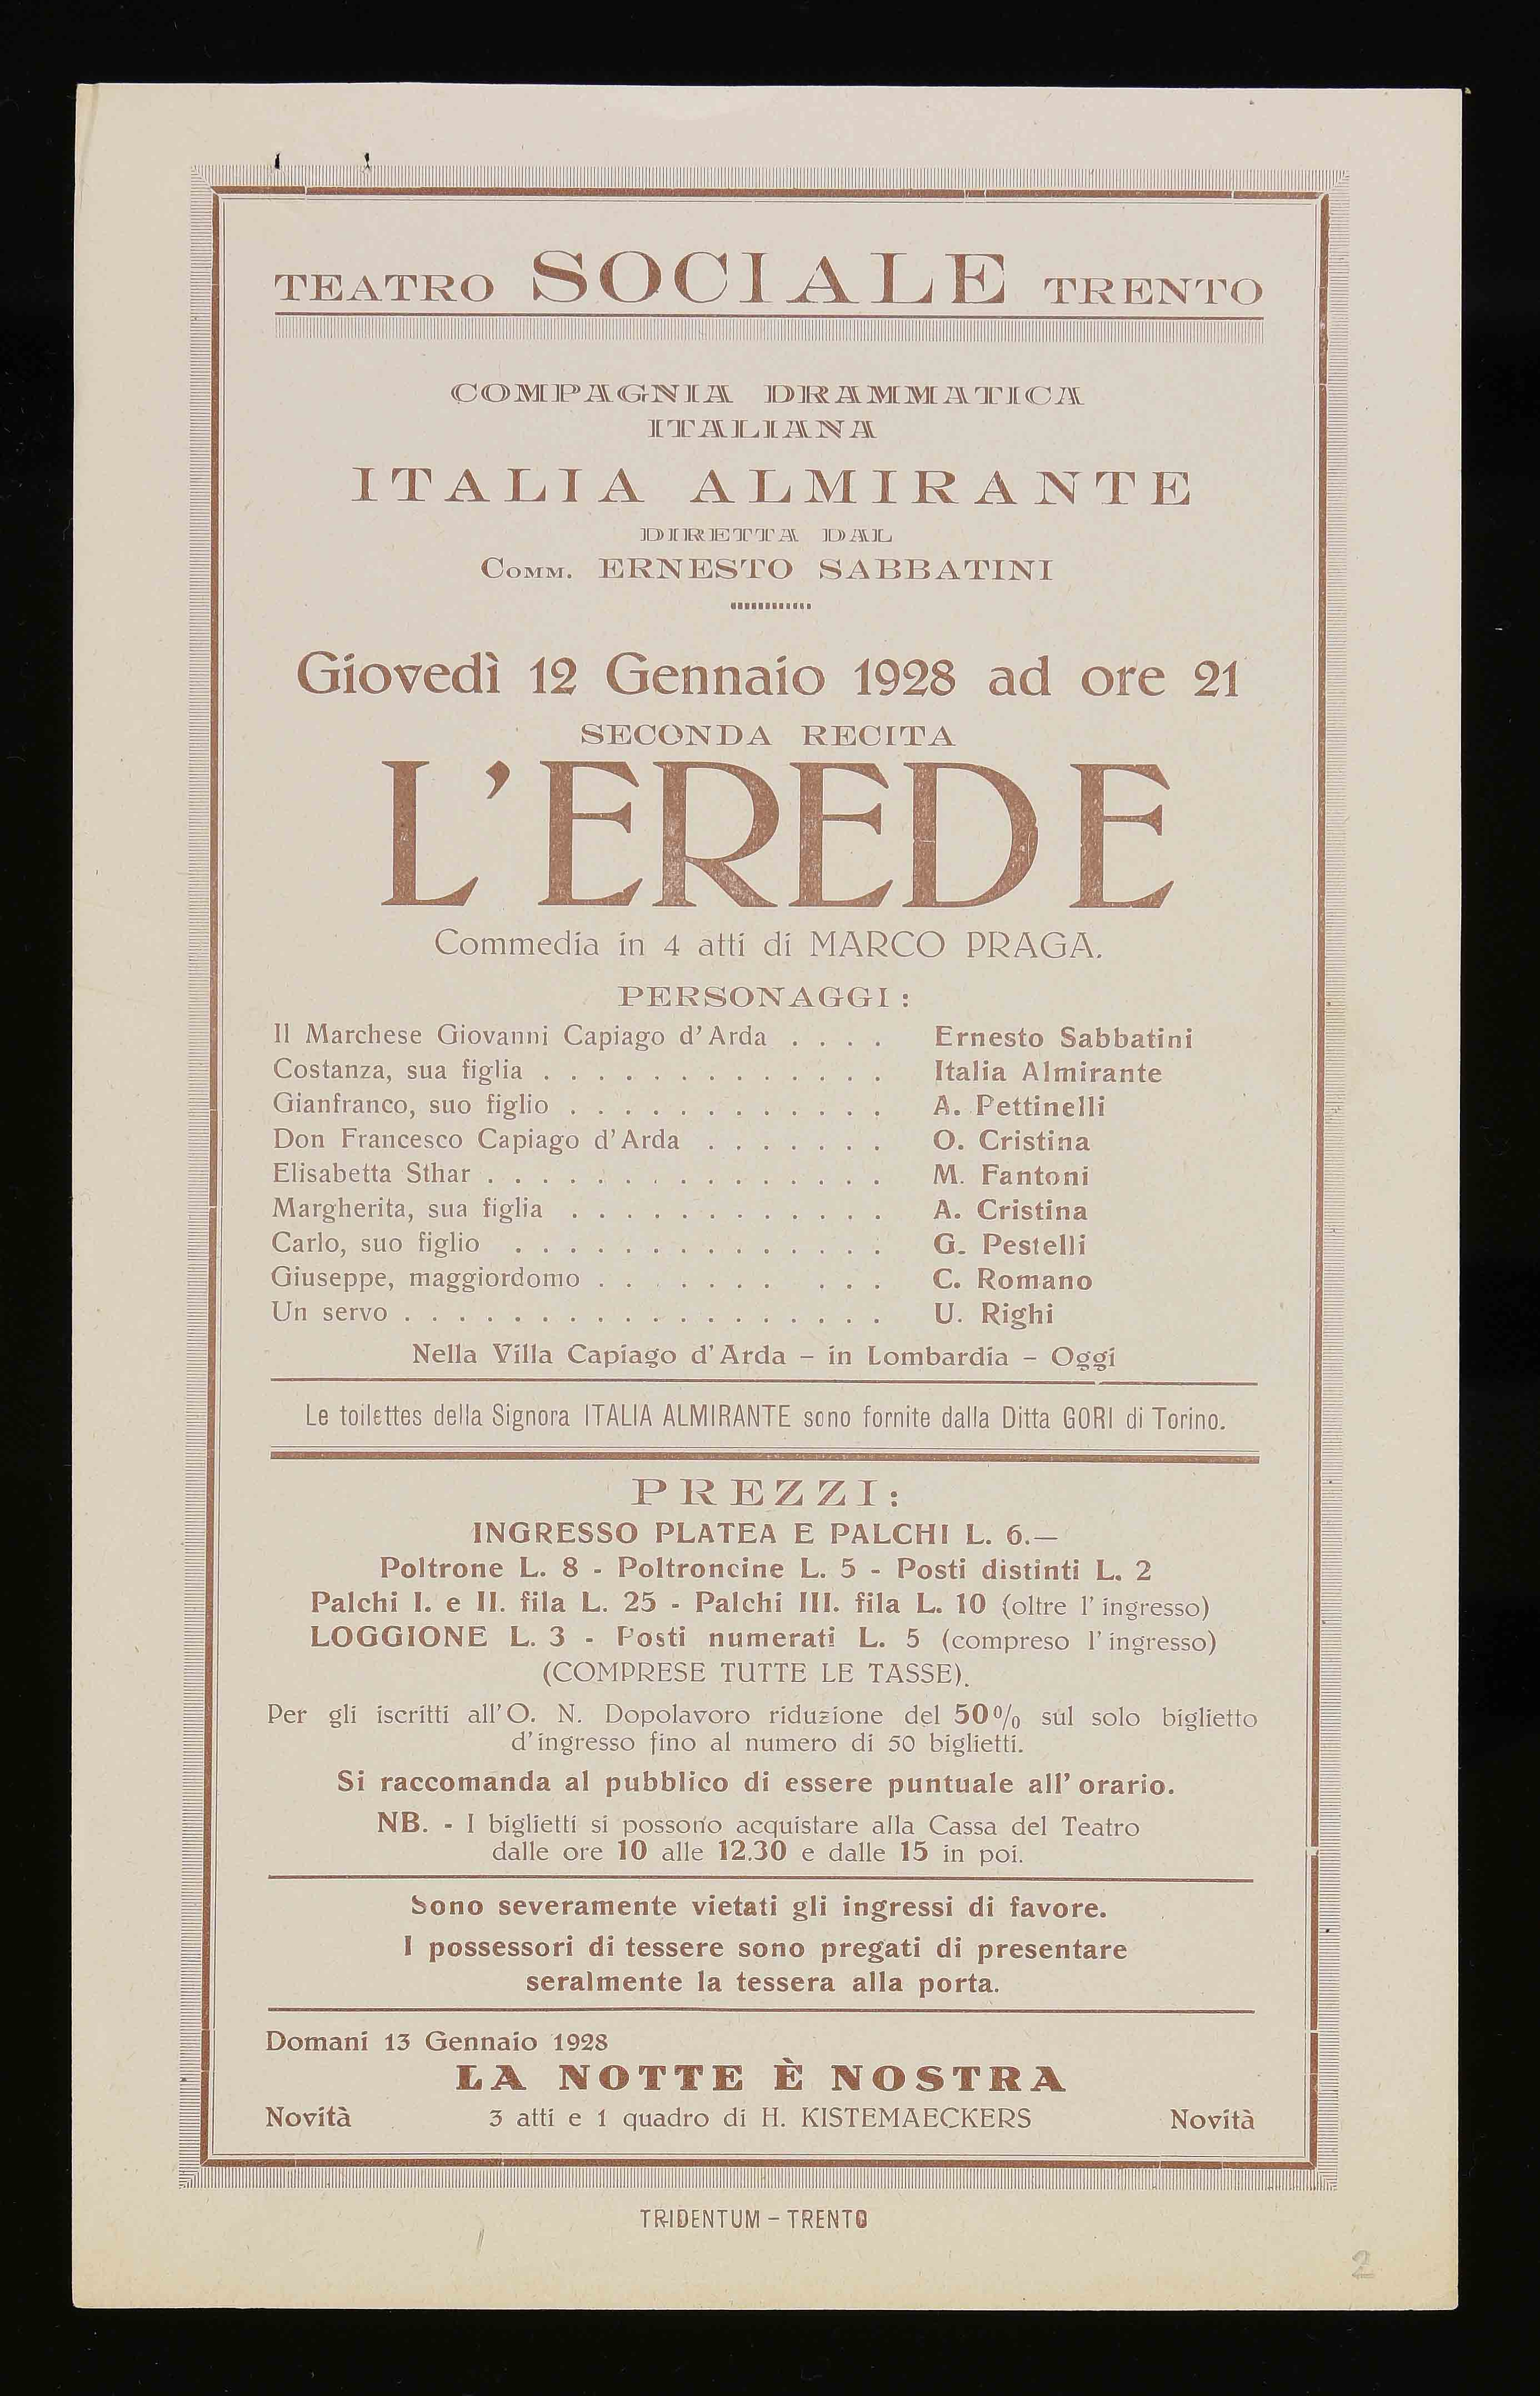 TEATRO SOCIALE TRENTO
COMPAGNIA DRAMMATICA
ITALIANA
ITALIA ALMIRANTE
DIRETTA DAL
COMM. ERNESTO SABBATINI
Giovedì 12 Gennaio 1928 ad ore 21
SECONDA RECITA
L'EREDE
Commedia in 4 atti di MARCO PRAGA.
PERSONAGGI:
Il Marchese Giovanni Capiago d'Arda . . . . Ernesto Sabbatini
Costanza, sua figlia . . . . . . . . . . . . . Italia Almirante
Gianfranco, suo figlio . . . . . . . . . . . . A. Pettinelli
Don Francesco Capiago d'Arda . . . . . . . O. Cristina
Elisabetta Sthar . . . . . . . . . . . . . . . M. Fantoni
Margherita, sua figlia . . . . . . . . . . . . A. Cristina
Carlo, suo figlio . . . . . . . . . . . . . . G. Pestelli
Giuseppe, maggiordomo . . . . . . . . . . C. Romano
Un servo . . . . . . . . . . . . . . . . . . U. Righi
Nella Villa Capiago d'Arda – in Lombardia – Oggi
Le toilettes della Signora ITALIA ALMIRANTE sono fornite dalla Ditta GORI di Torino.
PREZZI:
INGRESSO PLATEA E PALCHI L. 6.—
Poltrone L. 8 - Poltroncine L. 5 - Posti distinti L. 2
Palchi I. e II. fila L. 25 - Palchi III. fila L. 10 (oltre l'ingresso)
LOGGIONE L. 3 - Posti numerati L. 5 (compreso l'ingresso)
(COMPRESE TUTTE LE TASSE).
Per gli iscritti all'O. N. Dopolavoro riduzione del 50% sul solo biglietto
d'ingresso fino al numero di 50 biglietti.
Si raccomanda al pubblico di essere puntuale all'orario.
NB. - I biglietti si possono acquistare alla Cassa del Teatro
dalle ore 10 alle 12.30 e dalle 15 in poi.
Sono severamente vietati gli ingressi di favore.
I possessori di tessere sono pregati di presentare
seralmente la tessera alla porta.
Domani 13 Gennaio 1928
LA NOTTE È NOSTRA
Novità 3 atti e 1 quadro di H. KISTEMAECKERS Novità
TRIDENTUM – TRENTO
2